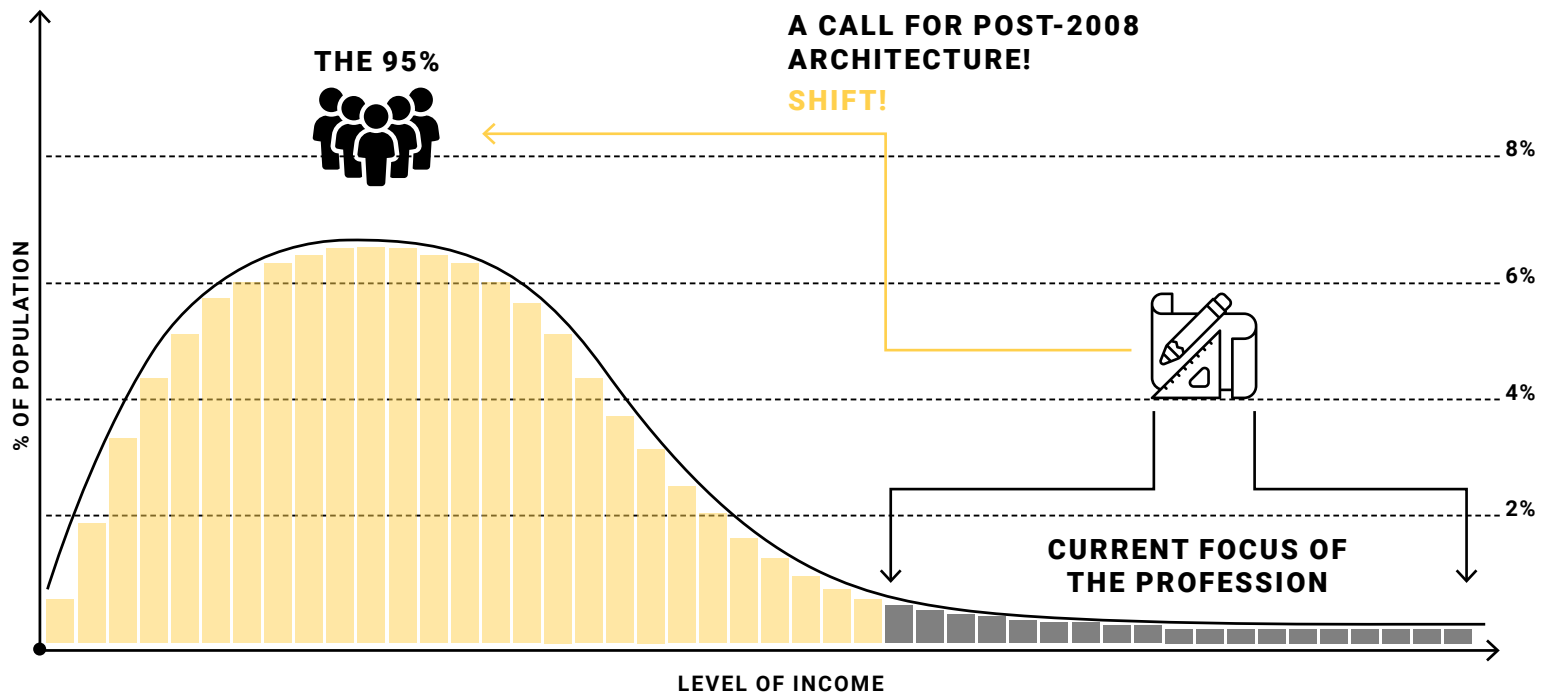 A CALL FOR POST-2008
ARCHITECTURE!
SHIFT!
THE 95%
8%
6%
4%
2%
% OF POPULATION
CURRENT FOCUS OF
THE PROFESSION
LEVEL OF INCOME